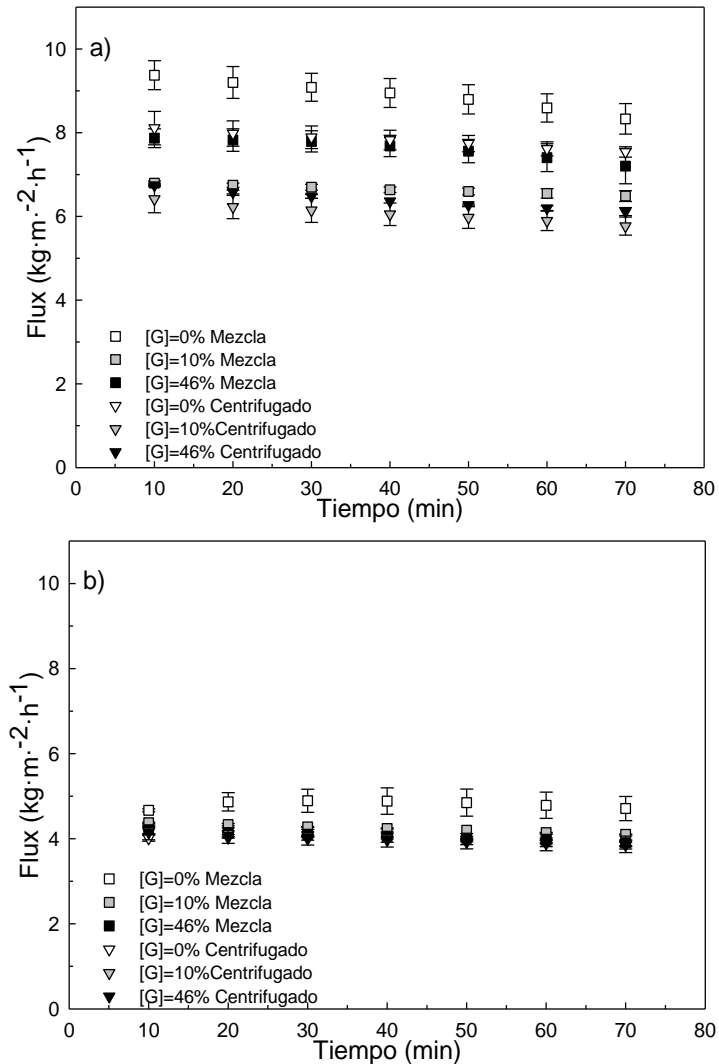 a)
10
8
6
4
2
0
Flux (kg·m·⁻²·h⁻¹)
[G]=0% Mezcla
[G]=10% Mezcla
[G]=46% Mezcla
[G]=0% Centrifugado
[G]=10%Centrifugado
[G]=46% Centrifugado
0 10 20 30 40 50 60 70 80
Tiempo (min)
b)
10
8
6
4
2
0
Flux (kg·m·⁻²·h⁻¹)
[G]=0% Mezcla
[G]=10% Mezcla
[G]=46% Mezcla
[G]=0% Centrifugado
[G]=10%Centrifugado
[G]=46% Centrifugado
0 10 20 30 40 50 60 70 80
Tiempo (min)